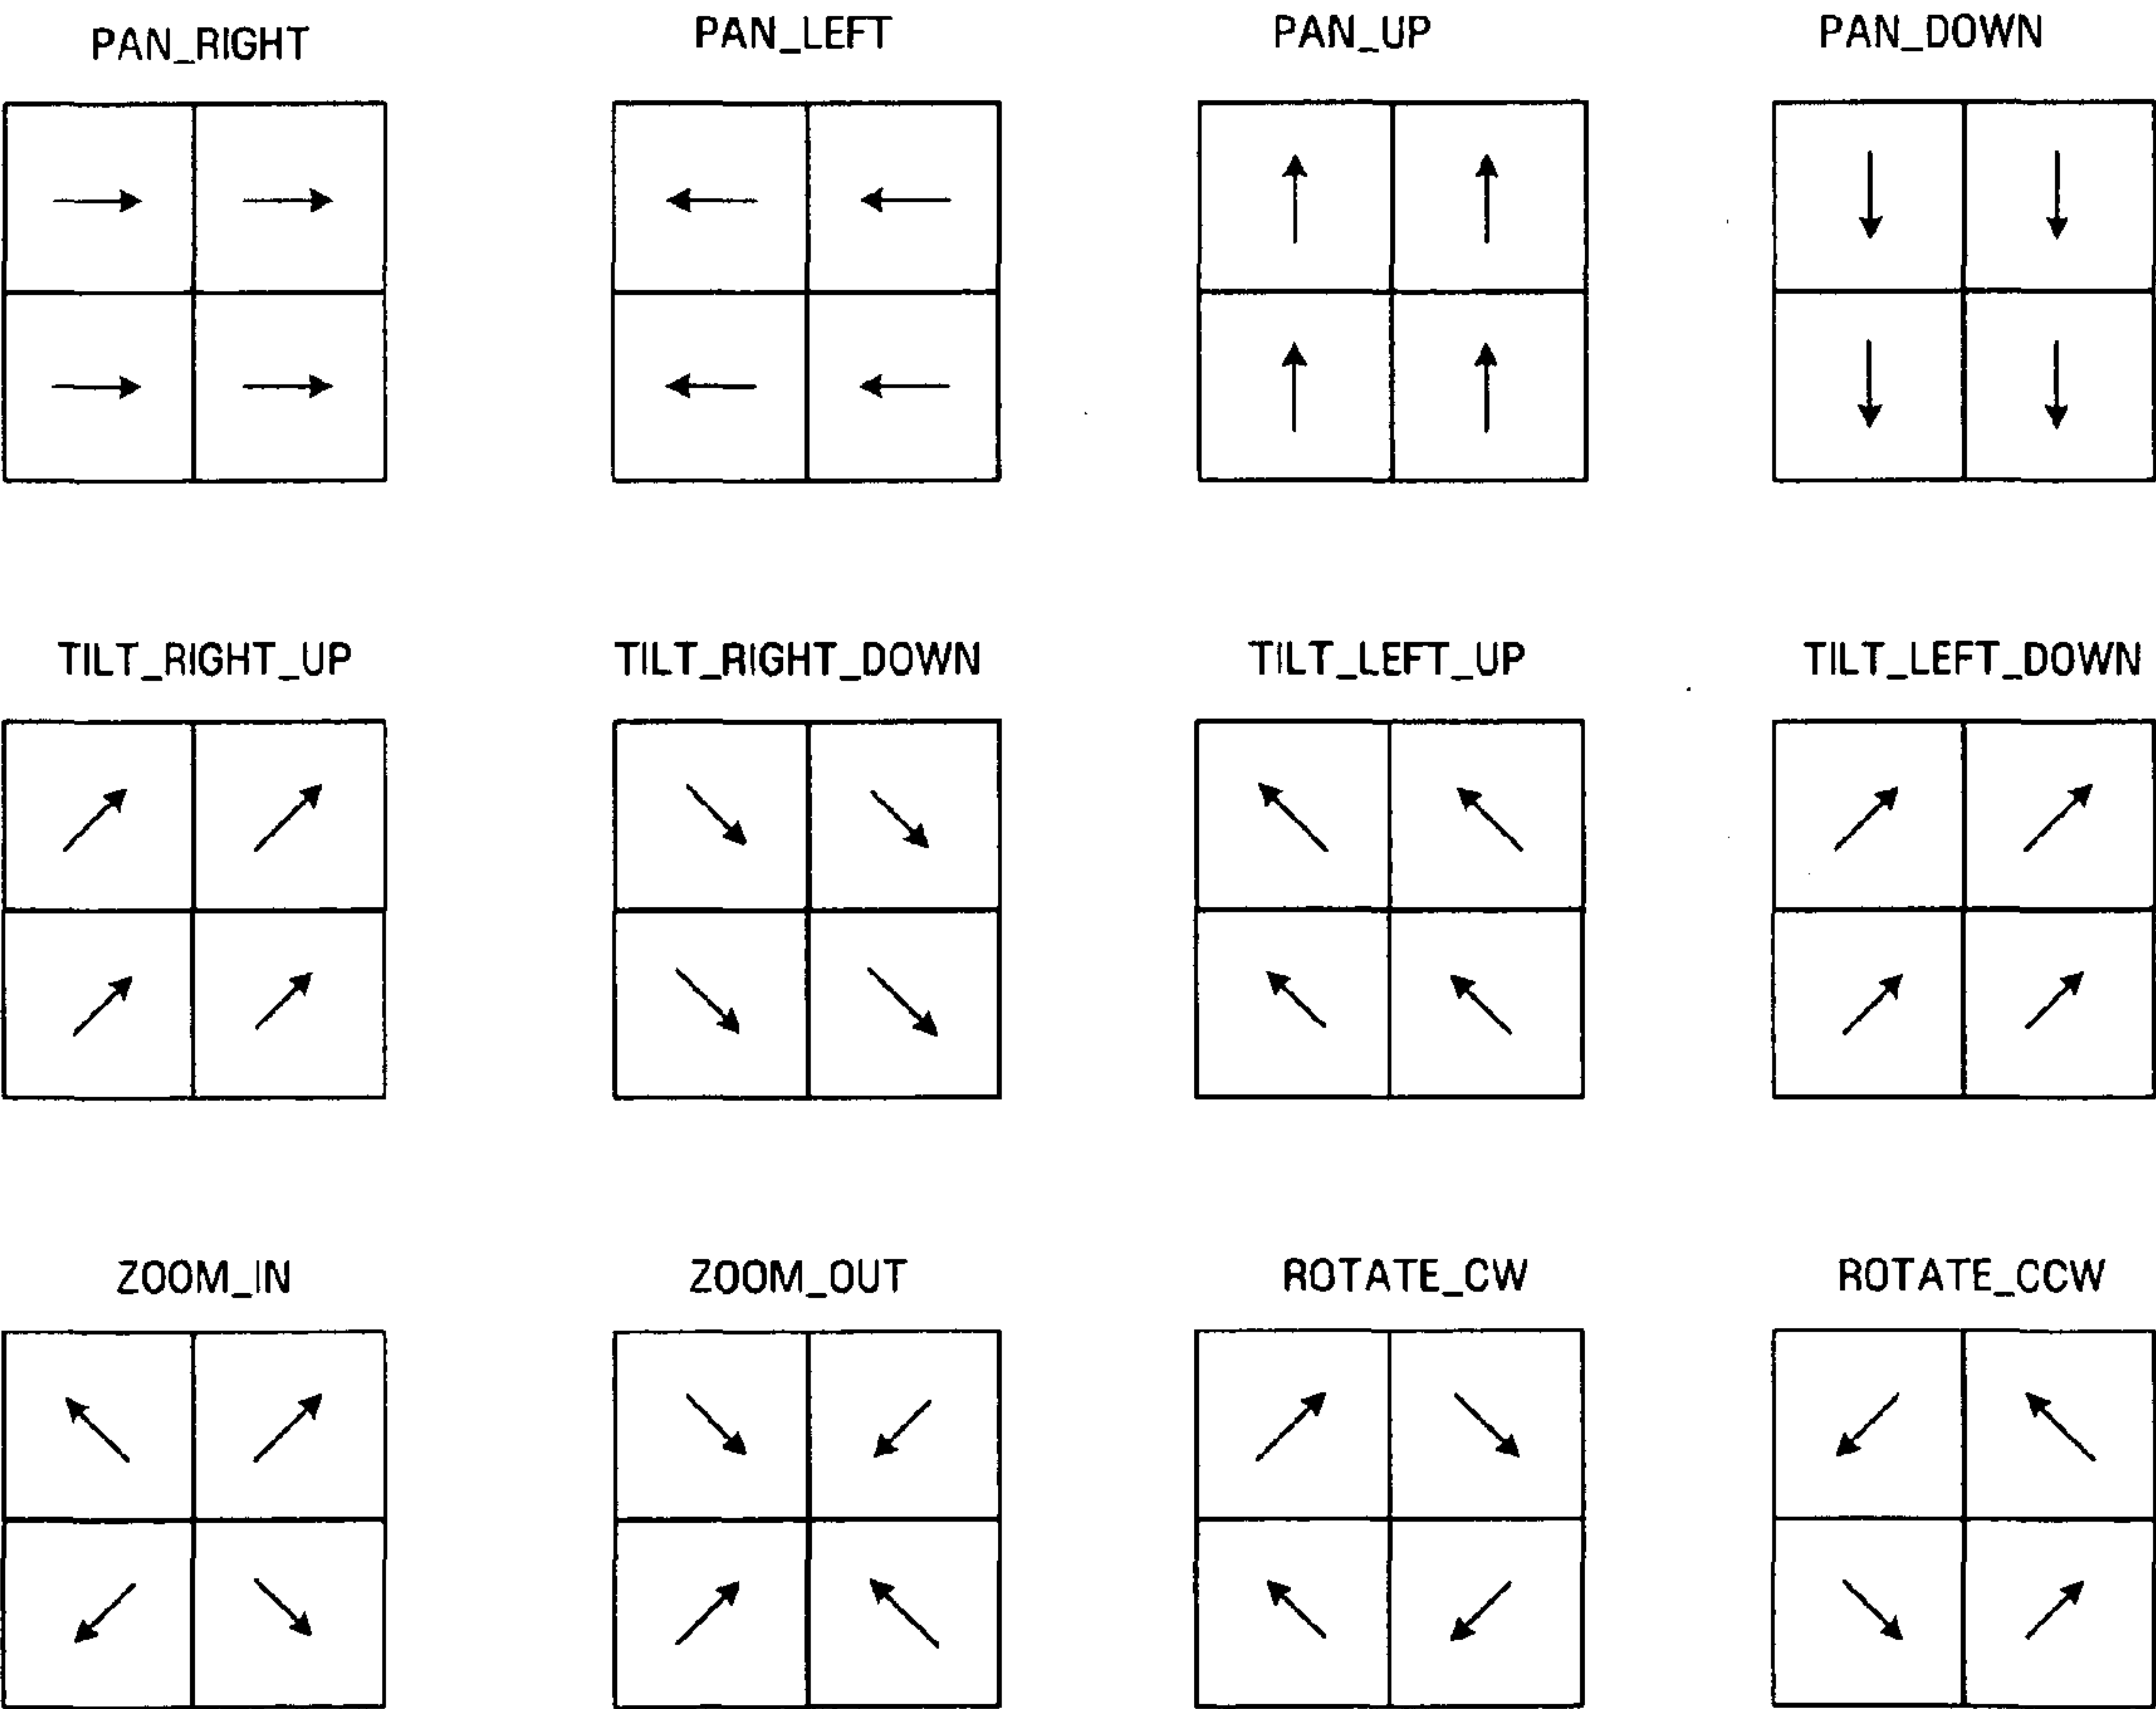 PAN_RIGHT
PAN_LEFT
PAN_UP
PAN_DOWN
TILT_RIGHT_UP
TILT_RIGHT_DOWN
TILT_LEFT_UP
TILT_LEFT_DOWN
ZOOM_IN
ZOOM_OUT
ROTATE_CW
ROTATE_CCW